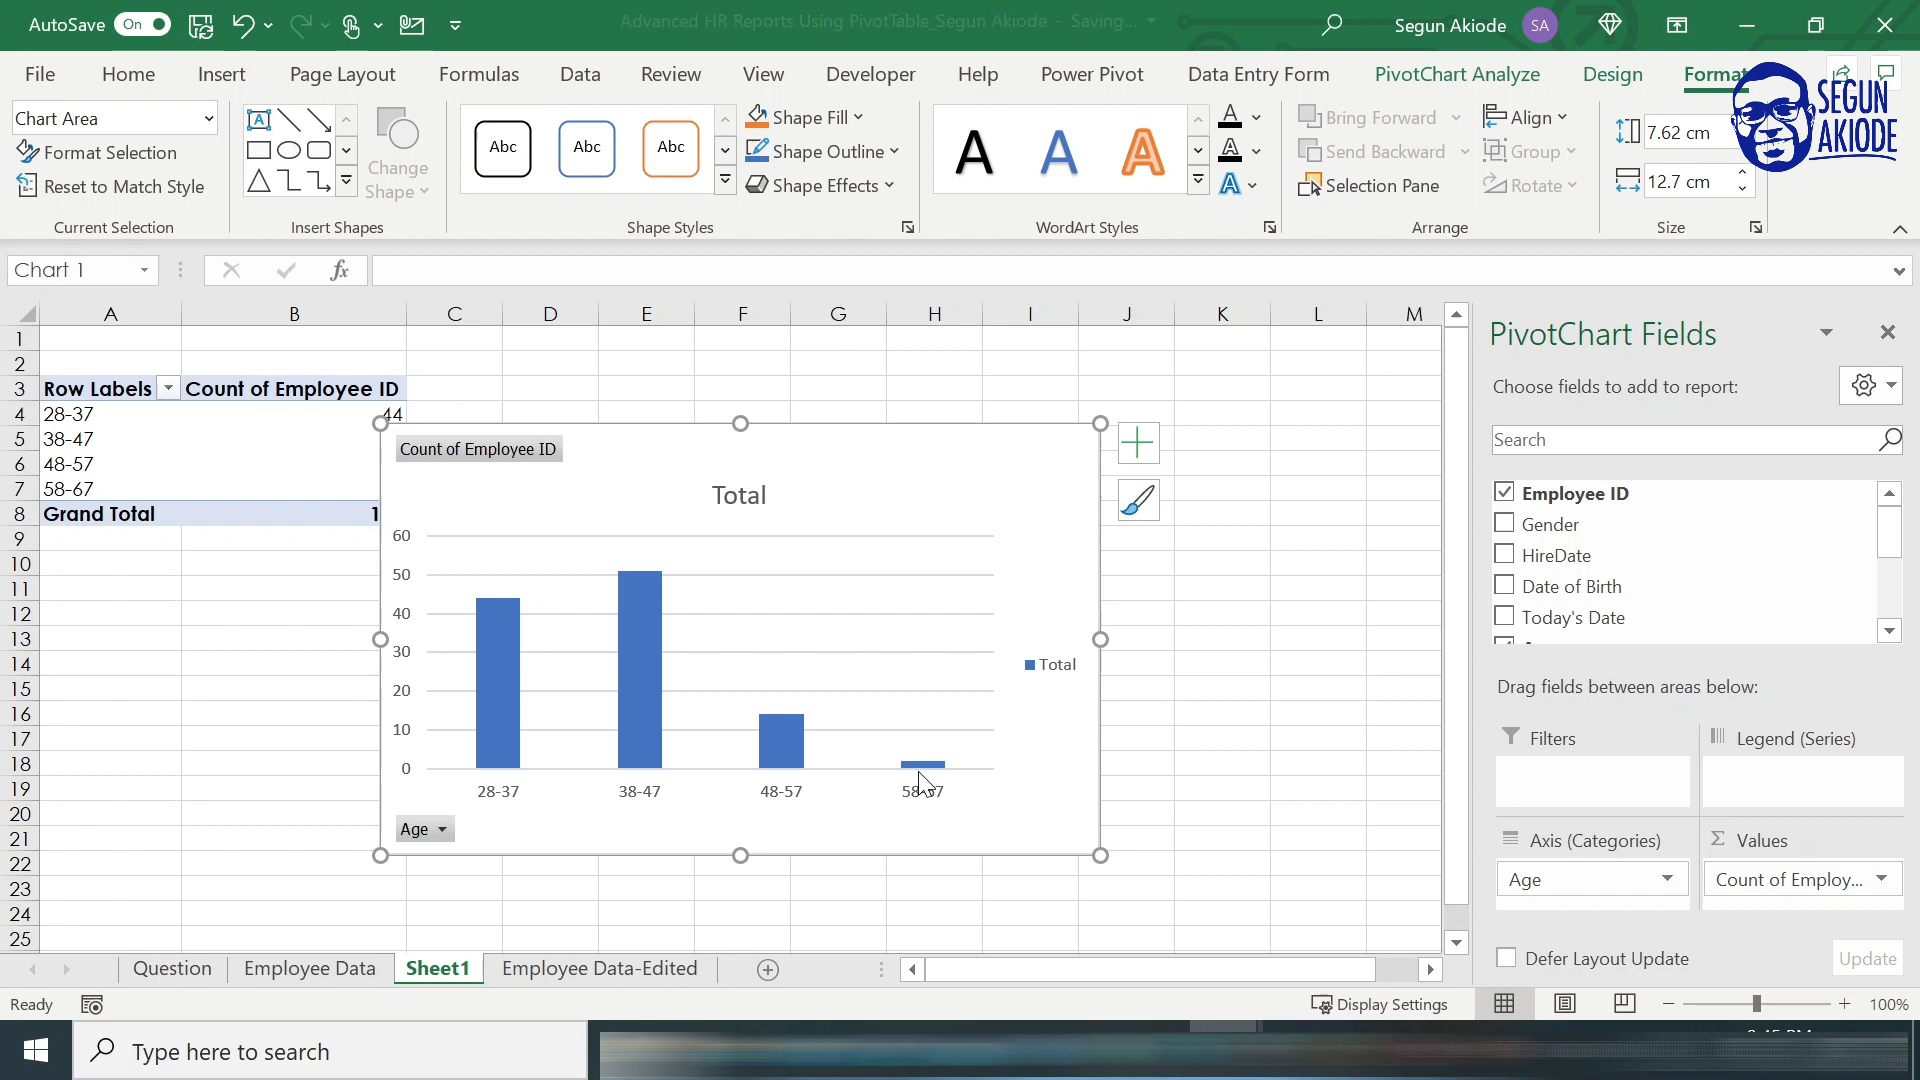 AutoSave On
Advanced HR Reports Using PivotTable_Segun Akiode - Saving...
Segun Akiode SA
File Home Insert Page Layout Formulas Data Review View Developer Help Power Pivot Data Entry Form PivotChart Analyze Design Format
SEGUN AKIODE
Chart Area
Format Selection
Reset to Match Style
Current Selection
Change Shape
Insert Shapes
Abc Abc Abc
Shape Fill
Shape Outline
Shape Effects
Shape Styles
A A A
WordArt Styles
Bring Forward
Send Backward
Selection Pane
Align
Group
Rotate
Arrange
7.62 cm
12.7 cm
Size
Chart 1 fx
A B C D E F G H I J K L M
1
2
3 Row Labels Count of Employee ID
4 28-37 44
5 38-47
6 48-57
7 58-67
8 Grand Total 1
9
10
11
12
13
14
15
16
17
18
19
20
21
22
23
24
25
Count of Employee ID
Total
60
50
40
30
20
10
0
28-37 38-47 48-57
Total
Age
PivotChart Fields
Choose fields to add to report:
Search
Employee ID
Gender
HireDate
Date of Birth
Today's Date
Drag fields between areas below:
Filters Legend (Series)
Axis (Categories) Σ Values
Age Count of Employ...
Defer Layout Update Update
Question Employee Data Sheet1 Employee Data-Edited
Ready Display Settings 100%
Type here to search